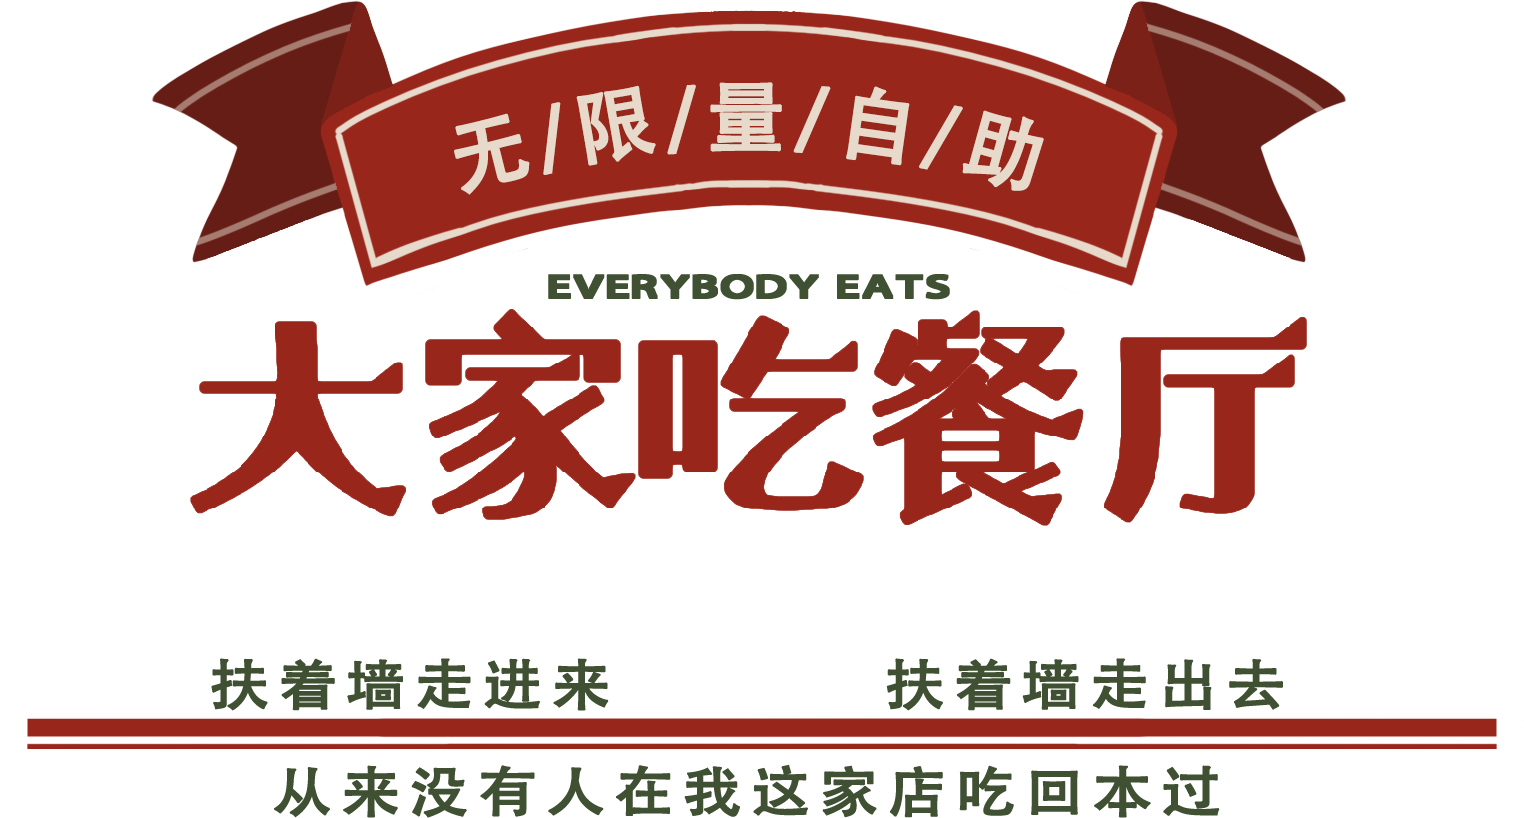 无/限/量/自/助
EVERYBODY EATS
大家吃餐厅
扶着墙走进来 扶着墙走出去
从来没有人在我这家店吃回本过